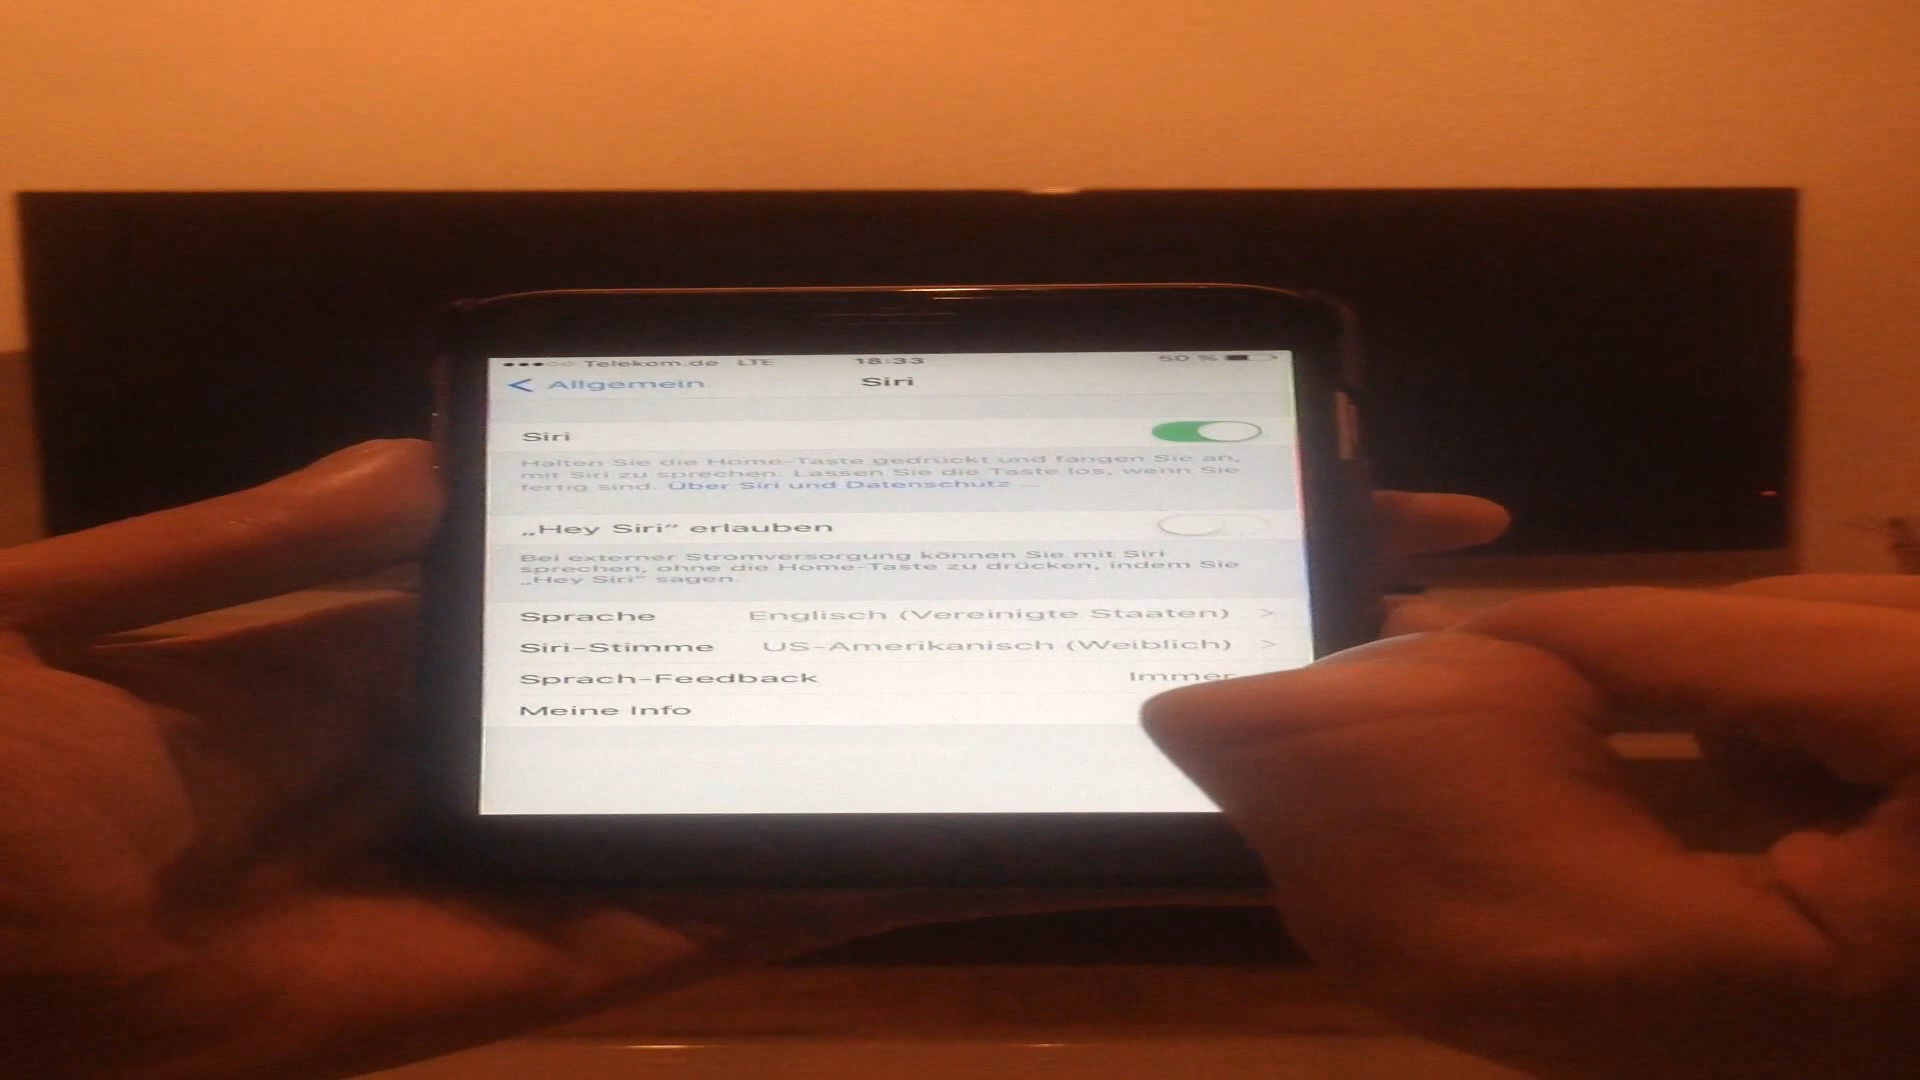 Telekom.de LTE 18:33 50 %
< Allgemein Siri
Siri
Halten Sie die Home-Taste gedrückt und fangen Sie an,
mit Siri zu sprechen. Lassen Sie die Taste los, wenn Sie
fertig sind. Über Siri und Datenschutz ...
„Hey Siri“ erlauben
Bei externer Stromversorgung können Sie mit Siri
sprechen, ohne die Home-Taste zu drücken, indem Sie
„Hey Siri“ sagen.
Sprache Englisch (Vereinigte Staaten) >
Siri-Stimme US-Amerikanisch (Weiblich) >
Sprach-Feedback Immer
Meine Info